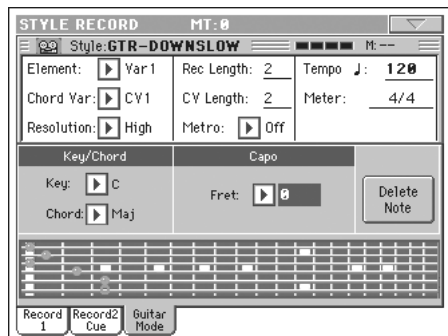 STYLE RECORD MT:0
Style:GTR-DOWNSLOW M:--
Element: Var1 Rec Length: 2 Tempo ♩: 120
Chord Var: CV1 CV Length: 2 Meter: 4/4
Resolution: High Metro: Off
Key/Chord Capo
Key: C
Fret: 0
Chord: Maj
Delete
Note
Record
1
Record2
Cue
Guitar
Mode